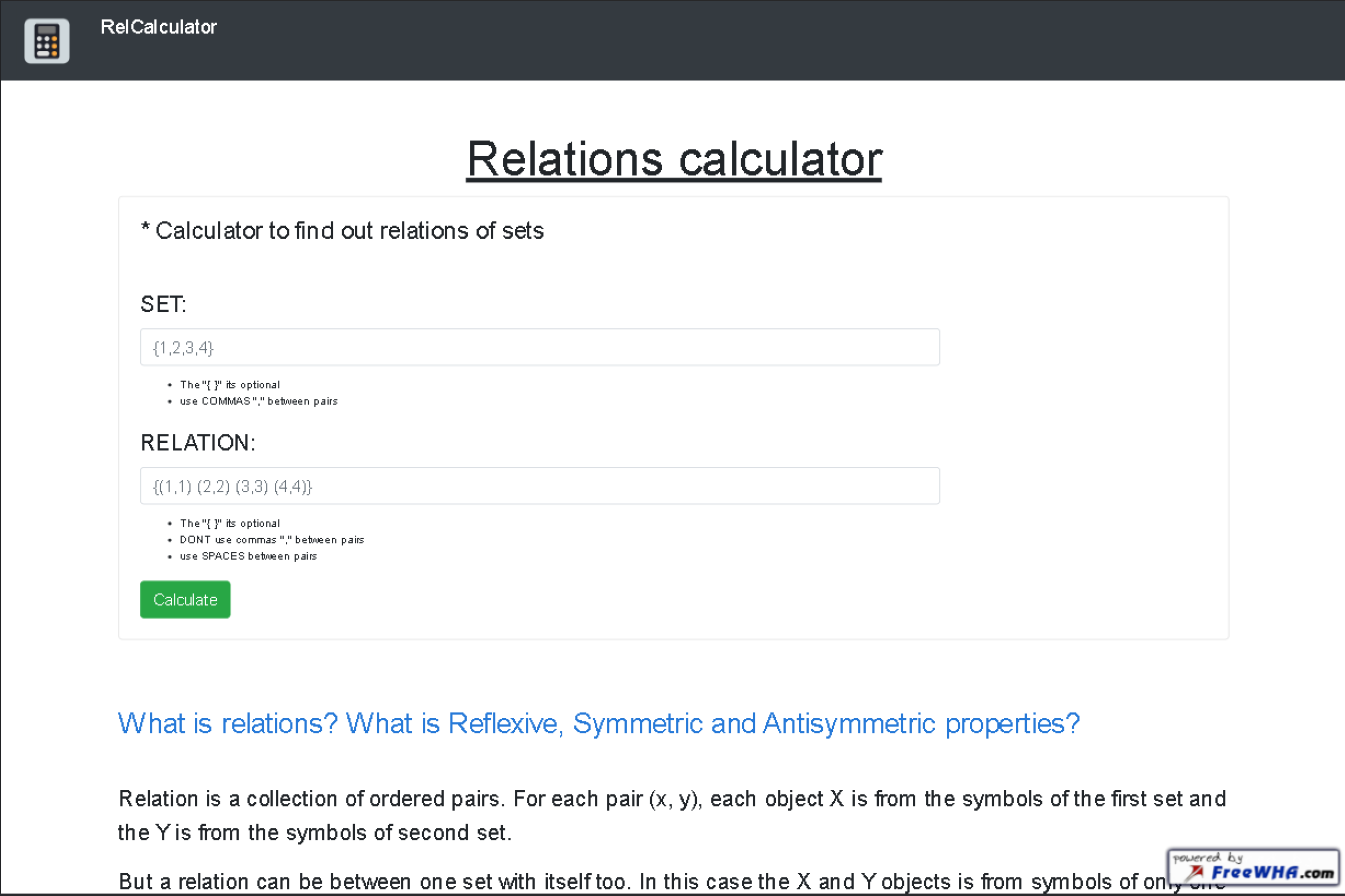 RelCalculator
Relations calculator
* Calculator to find out relations of sets
SET:
{1,2,3,4}
The "{ }" its optional
use COMMAS "," between pairs
RELATION:
{(1,1) (2,2) (3,3) (4,4)}
The "{ }" its optional
DONT use commas "," between pairs
use SPACES between pairs
Calculate
What is relations? What is Reflexive, Symmetric and Antisymmetric properties?
Relation is a collection of ordered pairs. For each pair (x, y), each object X is from the symbols of the first set and
the Y is from the symbols of second set.
But a relation can be between one set with itself too. In this case the X and Y objects is from symbols of only one
powered by
FreeWHA.com